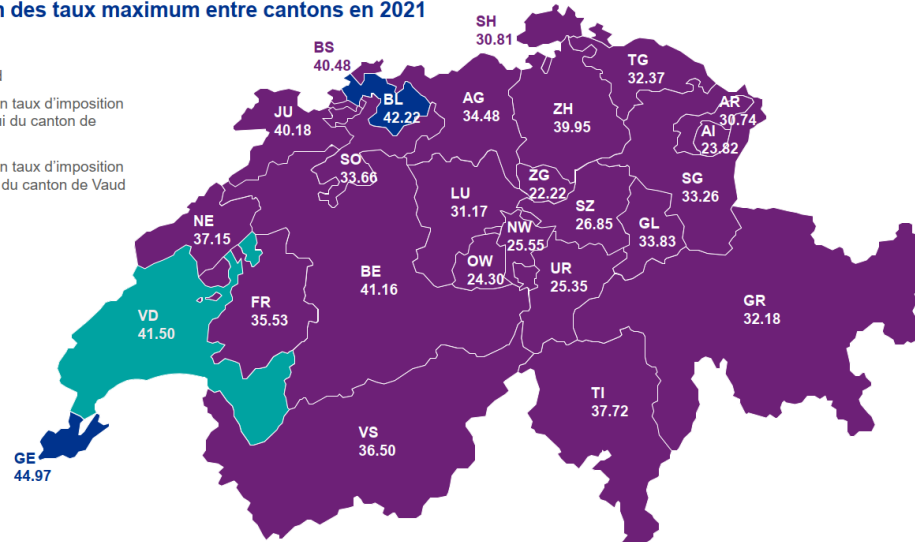 n des taux maximum entre cantons en 2021
d
n taux d'imposition
ui du canton de
n taux d'imposition
du canton de Vaud
SH
30.81
BS
40.48
TG
32.37
BL
42.22
AG
34.48
ZH
39.95
AR
30.74
JU
40.18
AI
23.82
SO
33.66
ZG
22.22
SG
33.26
LU
31.17
SZ
26.85
NE
37.15
NW
25.55
GL
33.83
OW
24.30
BE
41.16
UR
25.35
FR
35.53
GR
32.18
VD
41.50
TI
37.72
VS
36.50
GE
44.97